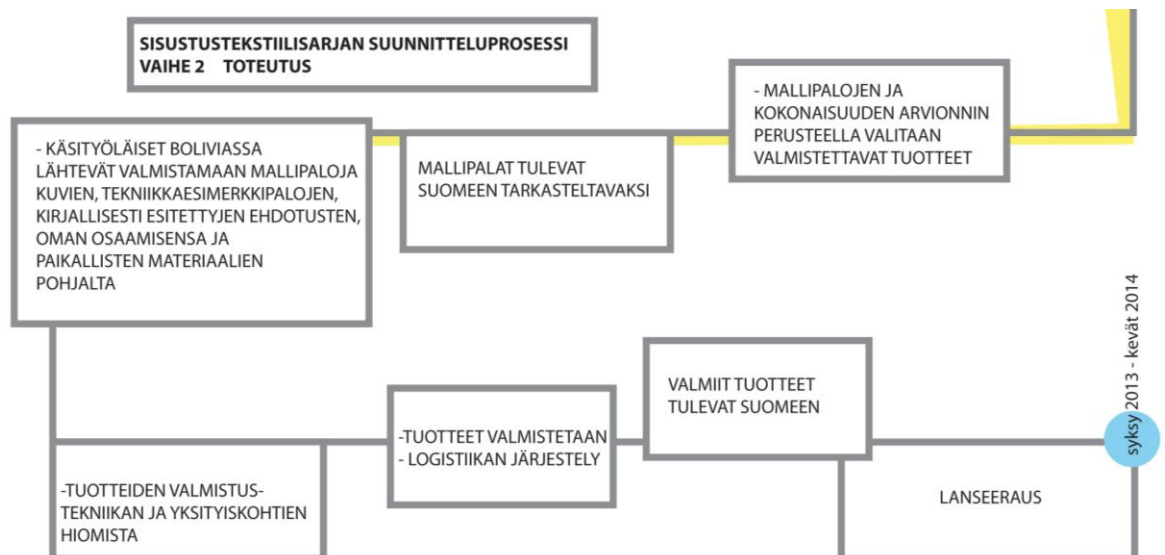 SISUSTUSTEKSTIILISARJAN SUUNNITTELUPROSESSI
VAIHE 2 TOTEUTUS
- KÄSITYÖLÄISET BOLIVIASSA
LÄHTEVÄT VALMISTAMAAN MALLIPALOJA
KUVIEN, TEKNIIKKAESIMERKKIPALOJEN,
KIRJALLISESTI ESITETTYJEN EHDOTUSTEN,
OMAN OSAAMISENSA JA
PAIKALLISTEN MATERIAALIEN
POHJALTA
MALLIPALAT TULEVAT
SUOMEEN TARKASTELTAVAKSI
- MALLIPALOJEN JA
KOKONAISUUDEN ARVIONNIN
PERUSTEELLA VALITAAN
VALMISTETTAVAT TUOTTEET
-TUOTTEIDEN VALMISTUS-
TEKNIIKAN JA YKSITYISKOHTIEN
HIOMISTA
-TUOTTEET VALMISTETAAN
- LOGISTIIKAN JÄRJESTELY
VALMIIT TUOTTEET
TULEVAT SUOMEEN
LANSEERAUS
syksy 2013 - kevät 2014